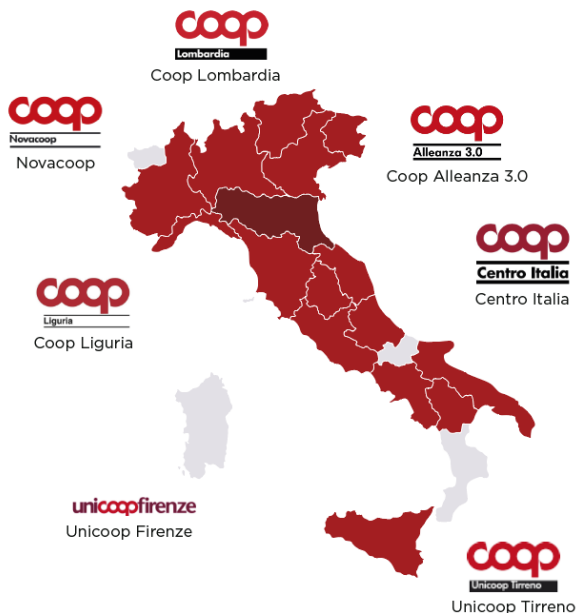 coop
Lombardia
Coop Lombardia
coop
Novacoop
Novacoop
coop
Alleanza 3.0
Coop Alleanza 3.0
coop
Centro Italia
Centro Italia
coop
Liguria
Coop Liguria
unicoopfirenze
Unicoop Firenze
coop
Unicoop Tirreno
Unicoop Tirreno